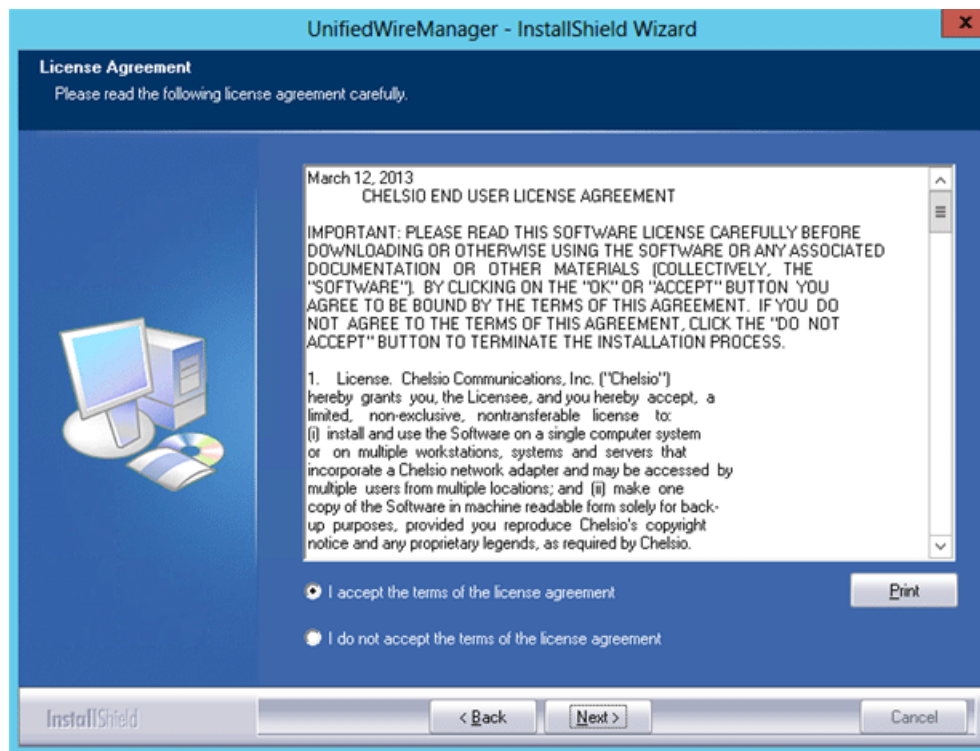 UnifiedWireManager - InstallShield Wizard
x
License Agreement
Please read the following license agreement carefully.
March 12, 2013
CHELSIO END USER LICENSE AGREEMENT
IMPORTANT: PLEASE READ THIS SOFTWARE LICENSE CAREFULLY BEFORE
DOWNLOADING OR OTHERWISE USING THE SOFTWARE OR ANY ASSOCIATED
DOCUMENTATION OR OTHER MATERIALS (COLLECTIVELY, THE
"SOFTWARE"). BY CLICKING ON THE "OK" OR "ACCEPT" BUTTON YOU
AGREE TO BE BOUND BY THE TERMS OF THIS AGREEMENT. IF YOU DO
NOT AGREE TO THE TERMS OF THIS AGREEMENT, CLICK THE "DO NOT
ACCEPT" BUTTON TO TERMINATE THE INSTALLATION PROCESS.
1. License. Chelsio Communications, Inc. ("Chelsio")
hereby grants you, the Licensee, and you hereby accept, a
limited, non-exclusive, nontransferable license to:
(i) install and use the Software on a single computer system
or on multiple workstations, systems and servers that
incorporate a Chelsio network adapter and may be accessed by
multiple users from multiple locations; and (ii) make one
copy of the Software in machine readable form solely for back-
up purposes, provided you reproduce Chelsio's copyright
notice and any proprietary legends, as required by Chelsio.
I accept the terms of the license agreement
Print
I do not accept the terms of the license agreement
InstallShield
< Back
Next >
Cancel